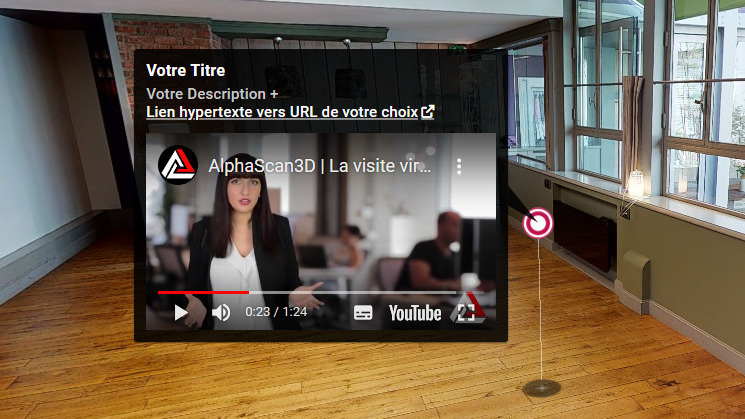 Votre Titre
Votre Description +
Lien hypertexte vers URL de votre choix
AlphaScan3D | La visite vir...
0:23 / 1:24
YouTube